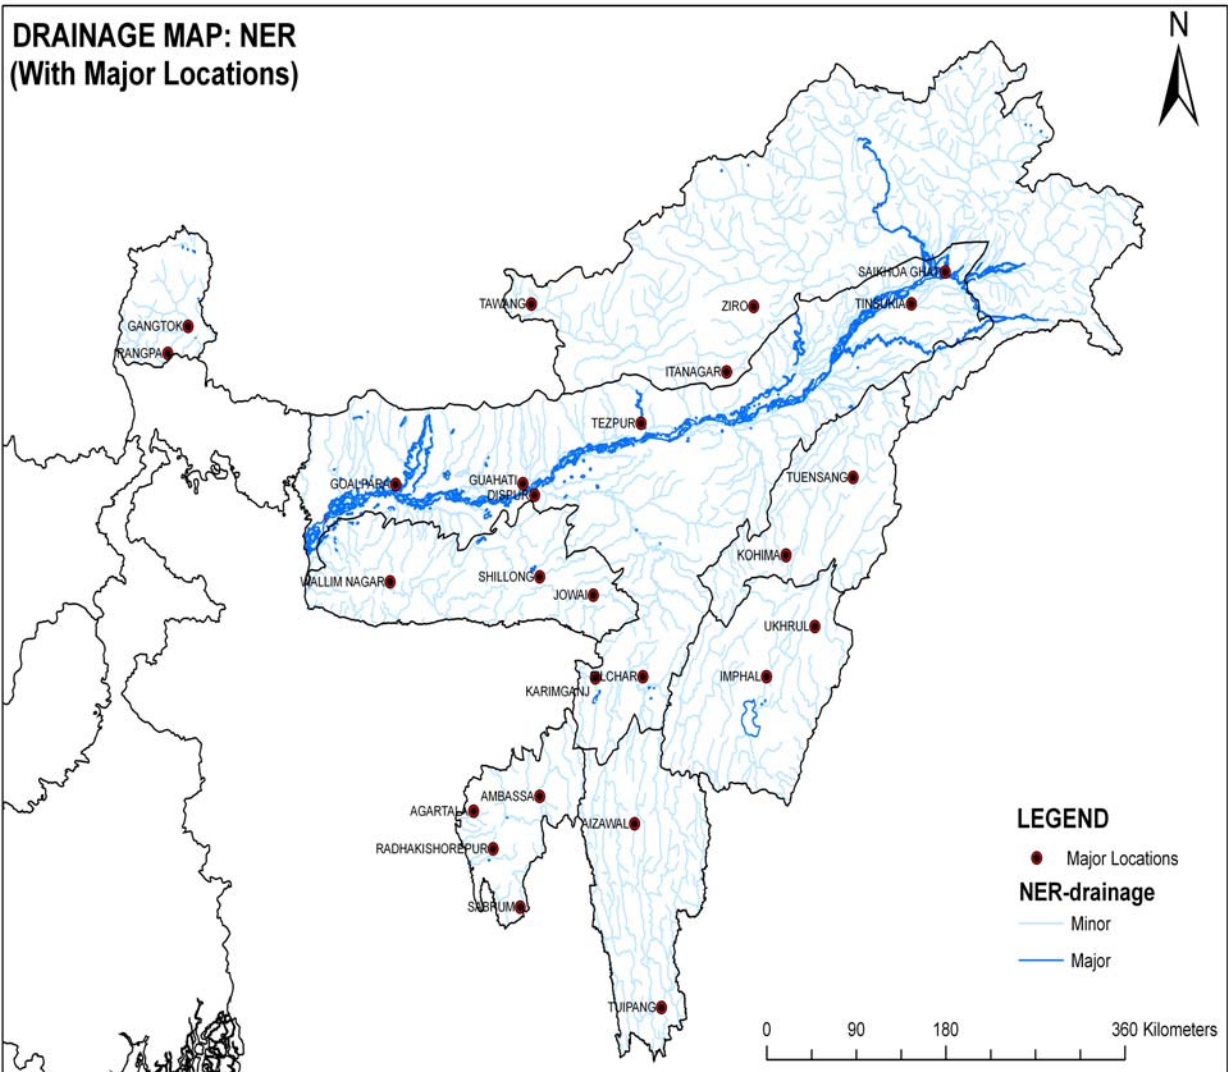 DRAINAGE MAP: NER
(With Major Locations)
N
SAIKHOA GHAT
TAWANG
ZIRO
TINSUKIA
GANGTOK
RANGPA
ITANAGAR
TEZPUR
GOALPARA
GUAHATI
DISPUR
TUENSANG
KOHIMA
WALLIM NAGAR
SHILLONG
JOWAI
UKHRUL
KARIMGANJ
LCHAR
IMPHAL
AMBASSA
AGARTALA
AIZAWAL
RADHAKISHOREPUR
SABRUM
TUIPANG
LEGEND
Major Locations
NER-drainage
Minor
Major
0 90 180 360 Kilometers